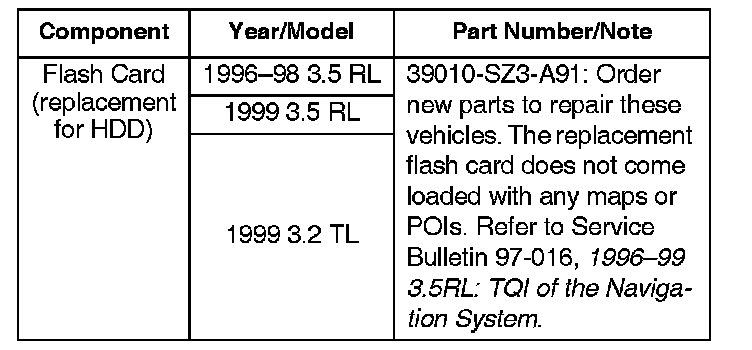 Component Year/Model Part Number/Note
Flash Card
(replacement
for HDD)
1996–98 3.5 RL
1999 3.5 RL
1999 3.2 TL
39010-SZ3-A91: Order
new parts to repair these
vehicles. The replacement
flash card does not come
loaded with any maps or
POIs. Refer to Service
Bulletin 97-016, 1996–99
3.5RL: TQI of the Naviga-
tion System.